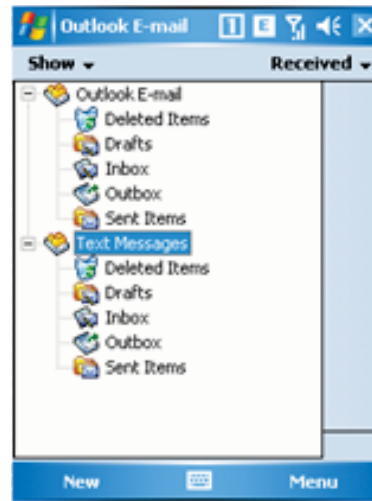 Outlook E-mail 1 E
Show Received
Outlook E-mail
Deleted Items
Drafts
Inbox
Outbox
Sent Items
Text Messages
Deleted Items
Drafts
Inbox
Outbox
Sent Items
New Menu